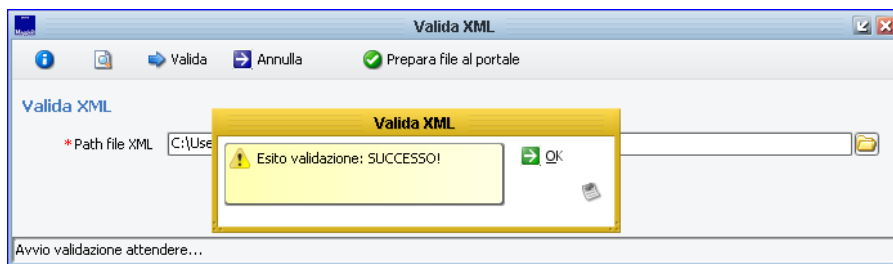 Valida XML
Valida Annulla Prepara file al portale
Valida XML
*Path file XML C:\Use
Valida XML
Esito validazione: SUCCESSO! OK
Avvio validazione attendere...